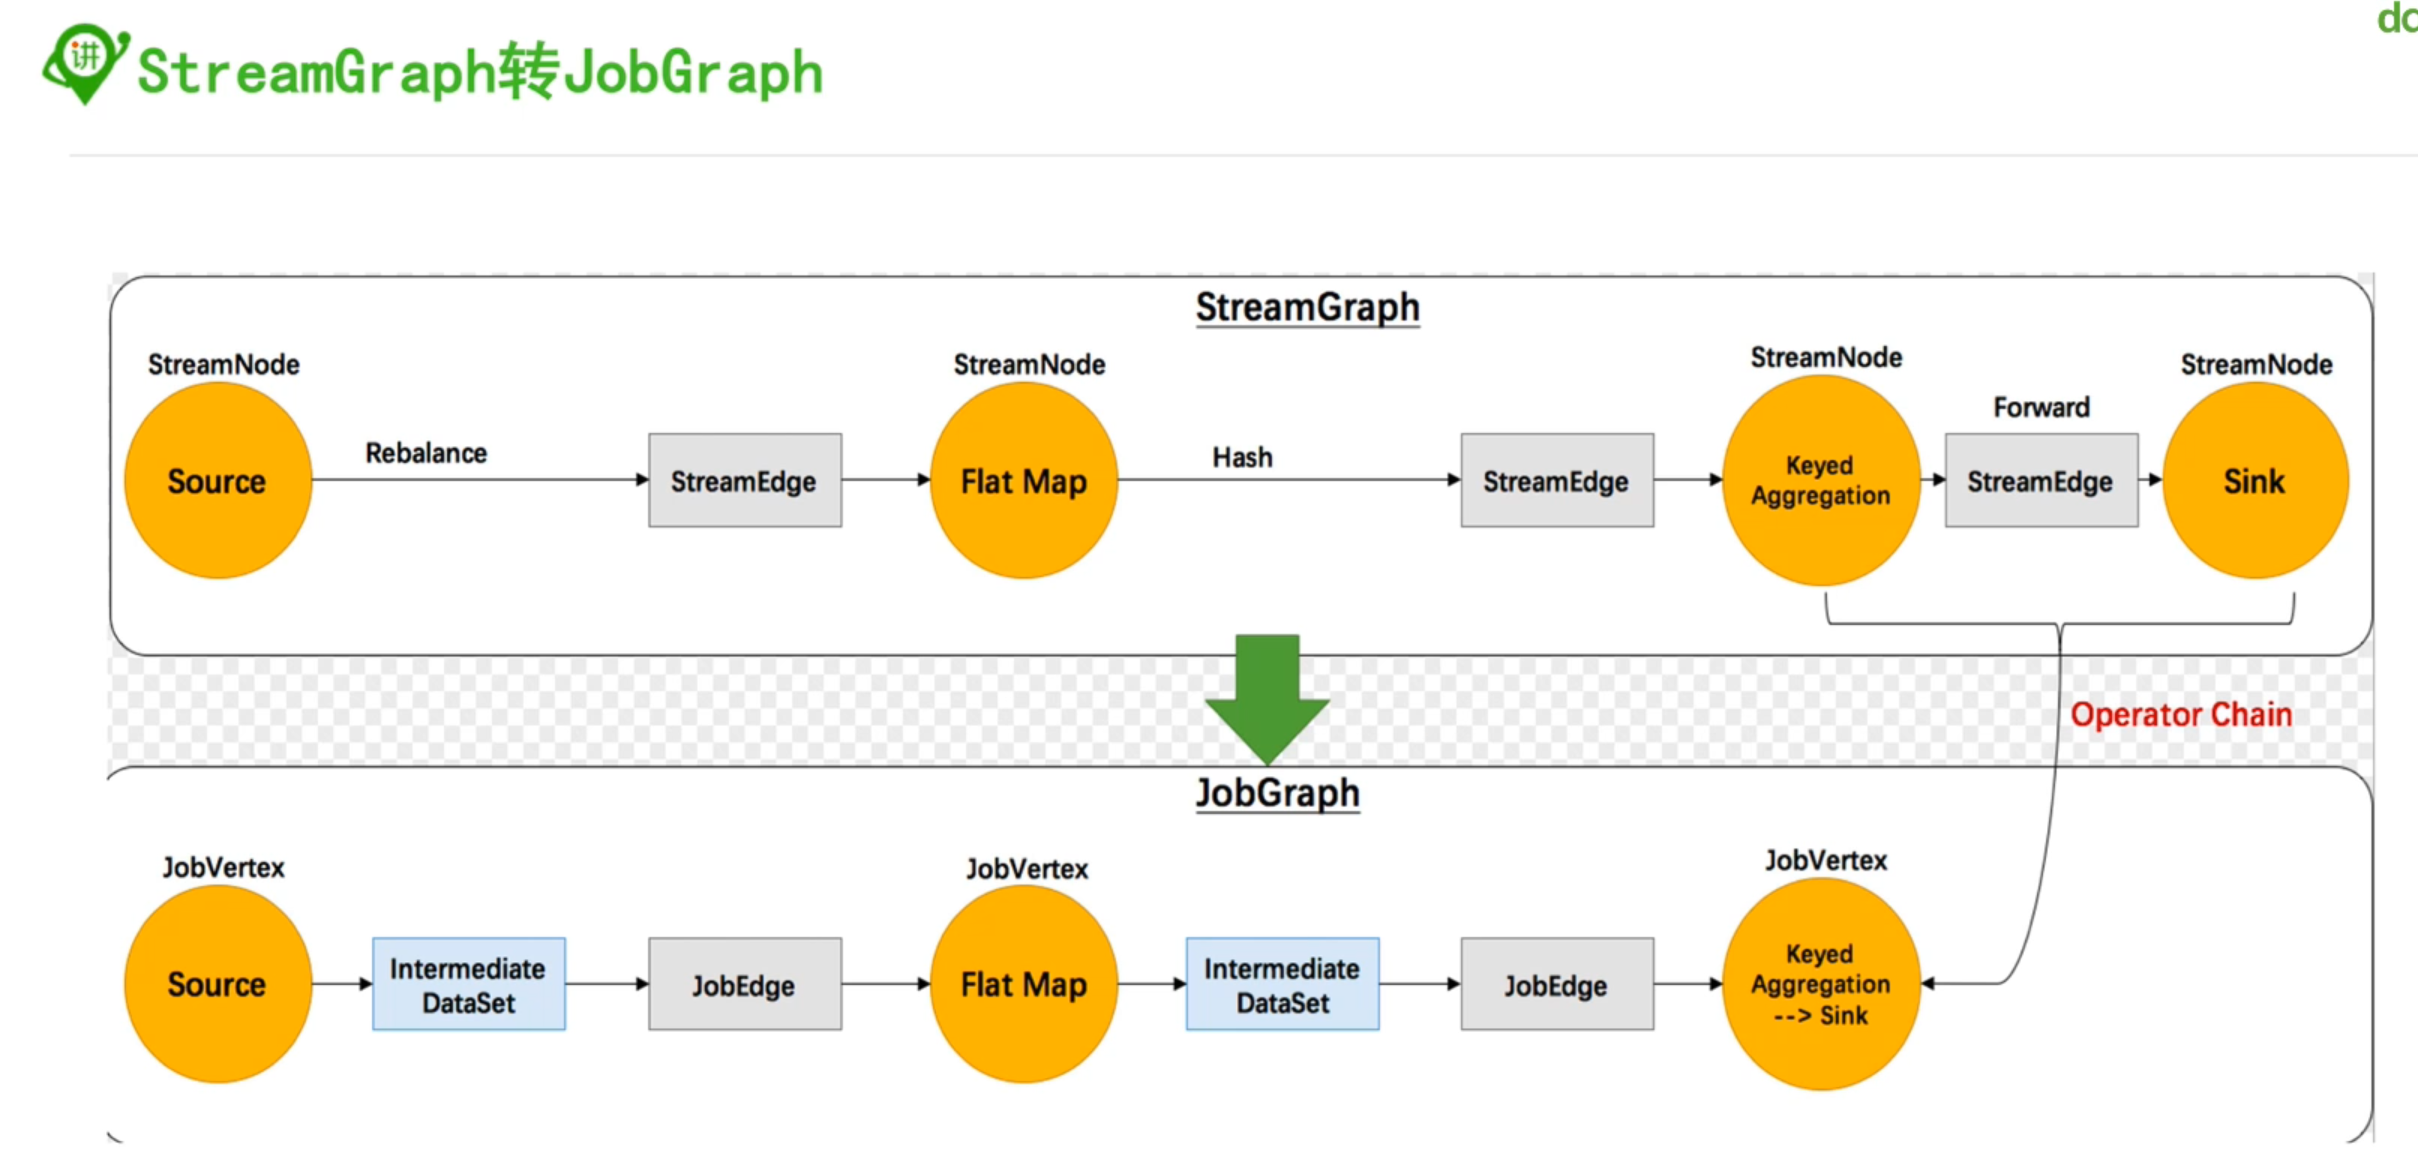 讲
StreamGraph转JobGraph
StreamGraph
StreamNode
StreamNode
StreamNode
StreamNode
Source
Rebalance
StreamEdge
Flat Map
Hash
StreamEdge
Keyed
Aggregation
Forward
StreamEdge
Sink
Operator Chain
JobGraph
JobVertex
JobVertex
JobVertex
Source
Intermediate
DataSet
JobEdge
Flat Map
Intermediate
DataSet
JobEdge
Keyed
Aggregation
--> Sink